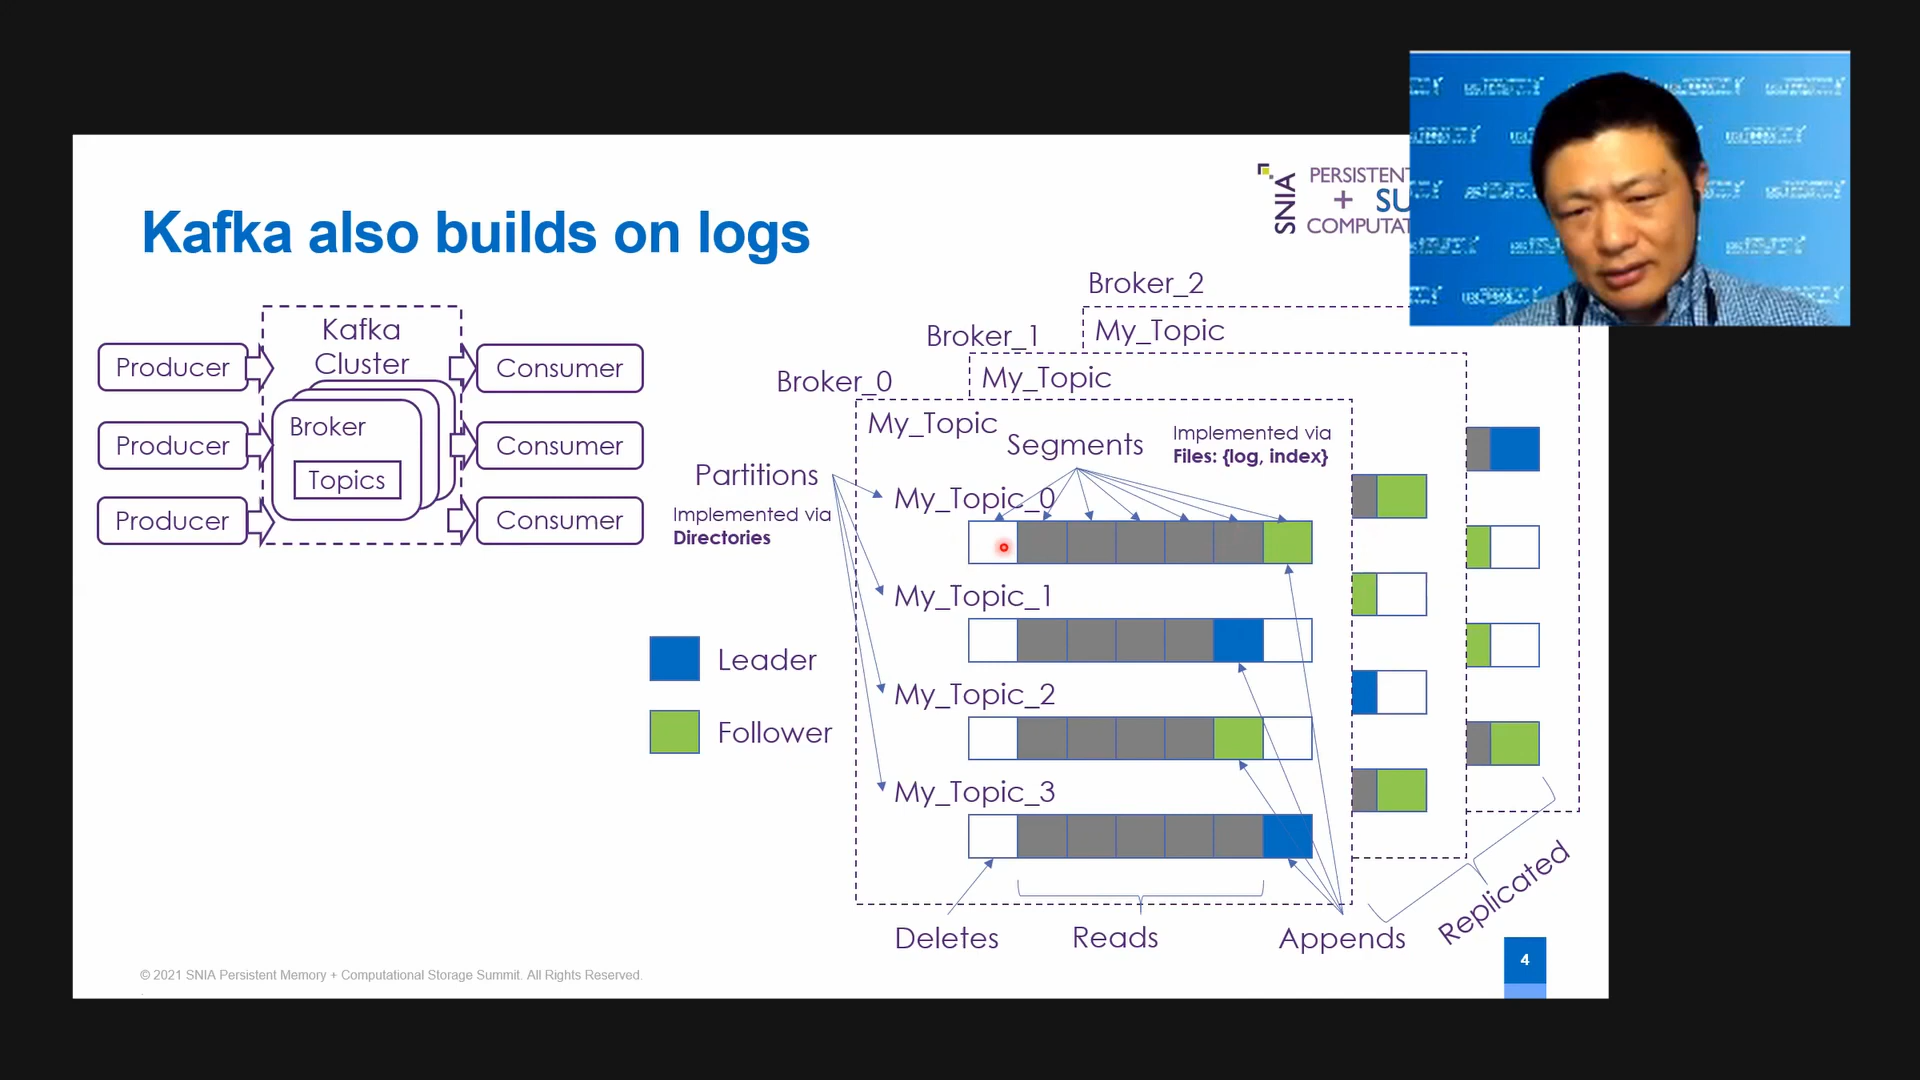 SNIA
PERSISTENT
+ SU
COMPUTAT
Kafka also builds on logs
Kafka
Cluster
Producer
Producer
Producer
Broker
Topics
Consumer
Consumer
Consumer
Broker_2
My_Topic
Broker_1
My_Topic
Broker_0
My_Topic
Segments
Implemented via
Files: {log, index}
Partitions
Implemented via
Directories
My_Topic_0
My_Topic_1
My_Topic_2
My_Topic_3
Leader
Follower
Deletes
Reads
Appends
Replicated
© 2021 SNIA Persistent Memory + Computational Storage Summit. All Rights Reserved.
4